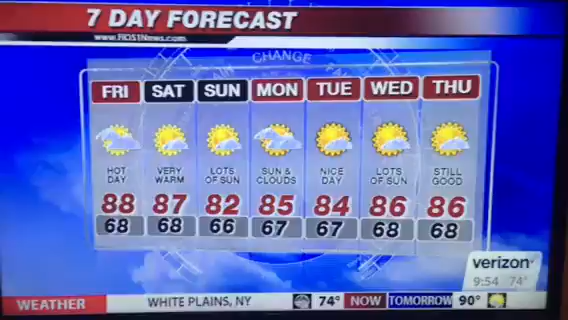 7 DAY FORECAST
www.FiOS1News.com
CHANGE
FAIR
FRI SAT SUN MON TUE WED THU
HOT DAY
VERY WARM
LOTS OF SUN
SUN & CLOUDS
NICE DAY
LOTS OF SUN
STILL GOOD
88 87 82 85 84 86 86
68 68 66 67 67 68 68
verizon
9:54 74°
WEATHER WHITE PLAINS, NY 74° NOW TOMORROW 90°